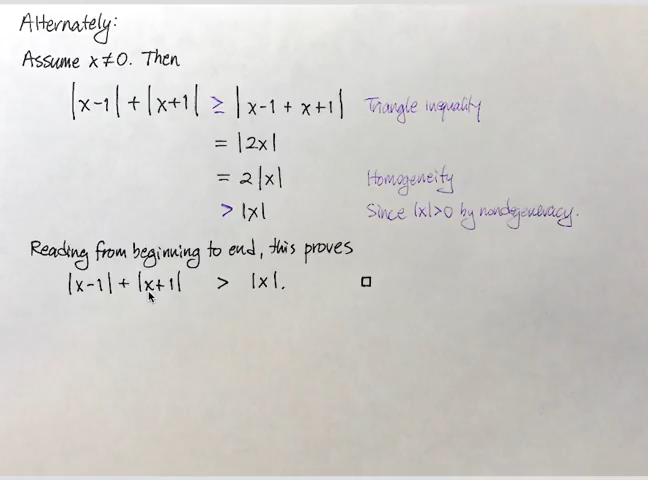 Alternately:
Assume x≠0. Then
|x-1| + |x+1| ≥ |x-1 + x+1| Triangle inequality
= |2x|
= 2|x| Homogeneity
> |x| Since |x|>0 by nondegeneracy.
Reading from beginning to end, this proves
|x-1| + |x+1| > |x|. □